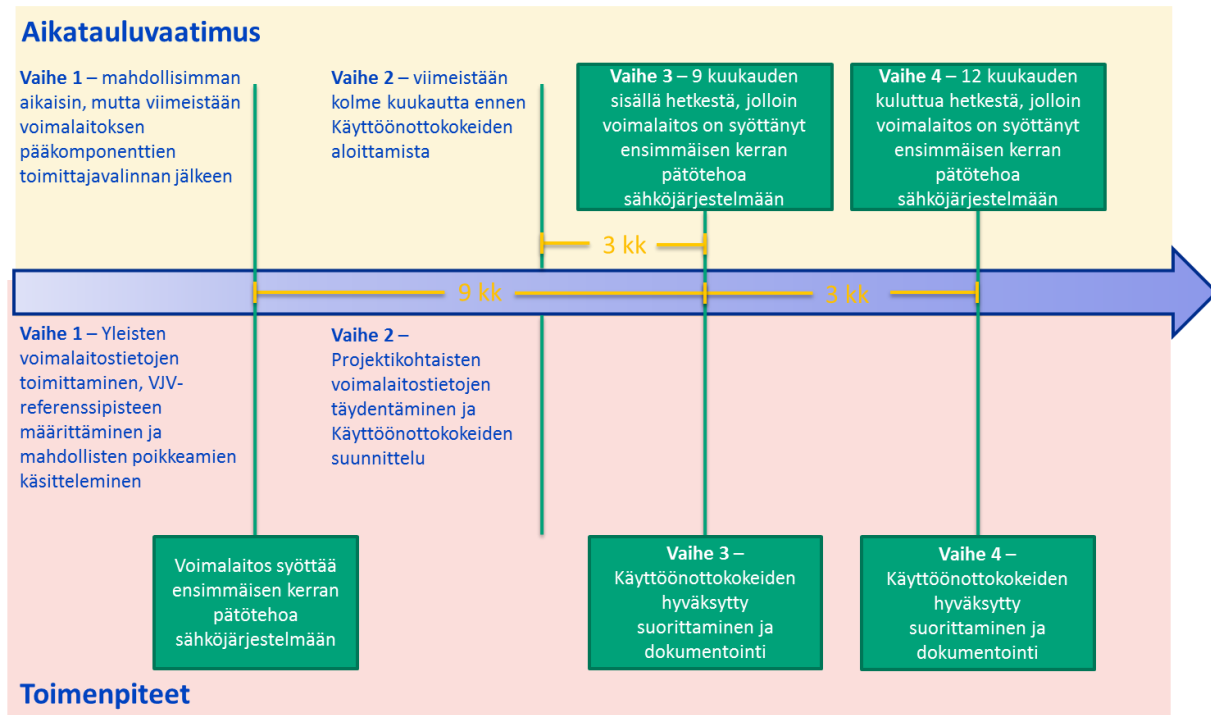 Aikatauluvaatimus
Vaihe 1 – mahdollisimman
aikaisin, mutta viimeistään
voimalaitoksen
pääkomponenttien
toimittajavalinnan jälkeen
Vaihe 2 – viimeistään
kolme kuukautta ennen
Käyttöönottokokeiden
aloittamista
Vaihe 3 – 9 kuukauden
sisällä hetkestä, jolloin
voimalaitos on syöttänyt
ensimmäisen kerran
pätötehoa
sähköjärjestelmään
Vaihe 4 – 12 kuukauden
kuluttua hetkestä, jolloin
voimalaitos on syöttänyt
ensimmäisen kerran
pätötehoa
sähköjärjestelmään
3 kk
9 kk
3 kk
Vaihe 1 – Yleisten
voimalaitostietojen
toimittaminen, VJV-
referenssipisteen
määrittäminen ja
mahdollisten poikkeamien
käsitteleminen
Vaihe 2 –
Projektikohtaisten
voimalaitostietojen
täydentäminen ja
Käyttöönottokokeiden
suunnittelu
Voimalaitos syöttää
ensimmäisen kerran
pätötehoa
sähköjärjestelmään
Vaihe 3 –
Käyttöönottokokeiden
hyväksytty
suorittaminen ja
dokumentointi
Vaihe 4 –
Käyttöönottokokeiden
hyväksytty
suorittaminen ja
dokumentointi
Toimenpiteet